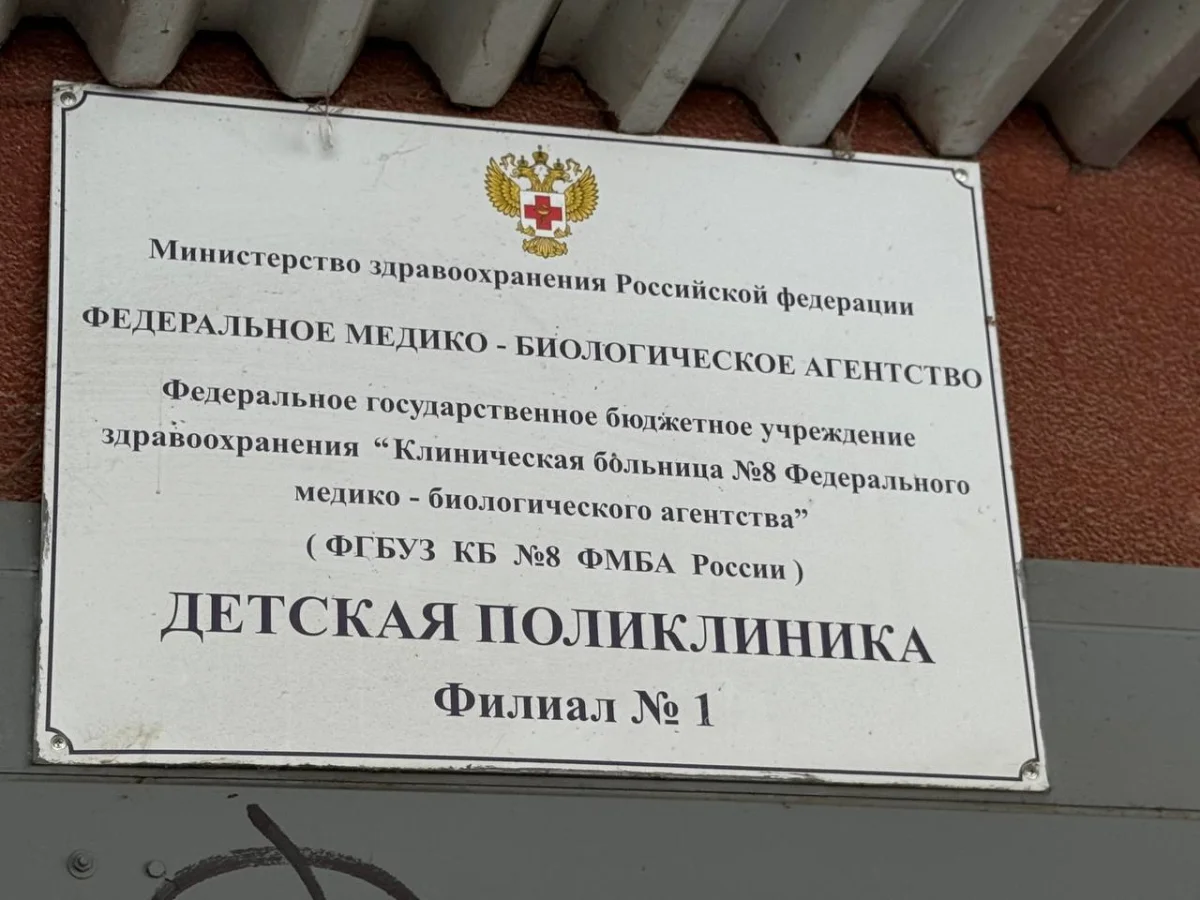 Министерство здравоохранения Российской федерации
ФЕДЕРАЛЬНОЕ МЕДИКО - БИОЛОГИЧЕСКОЕ АГЕНТСТВО
Федеральное государственное бюджетное учреждение
здравоохранения “Клиническая больница №8 Федерального
медико - биологического агентства”
( ФГБУЗ КБ №8 ФМБА России )
ДЕТСКАЯ ПОЛИКЛИНИКА
Филиал № 1